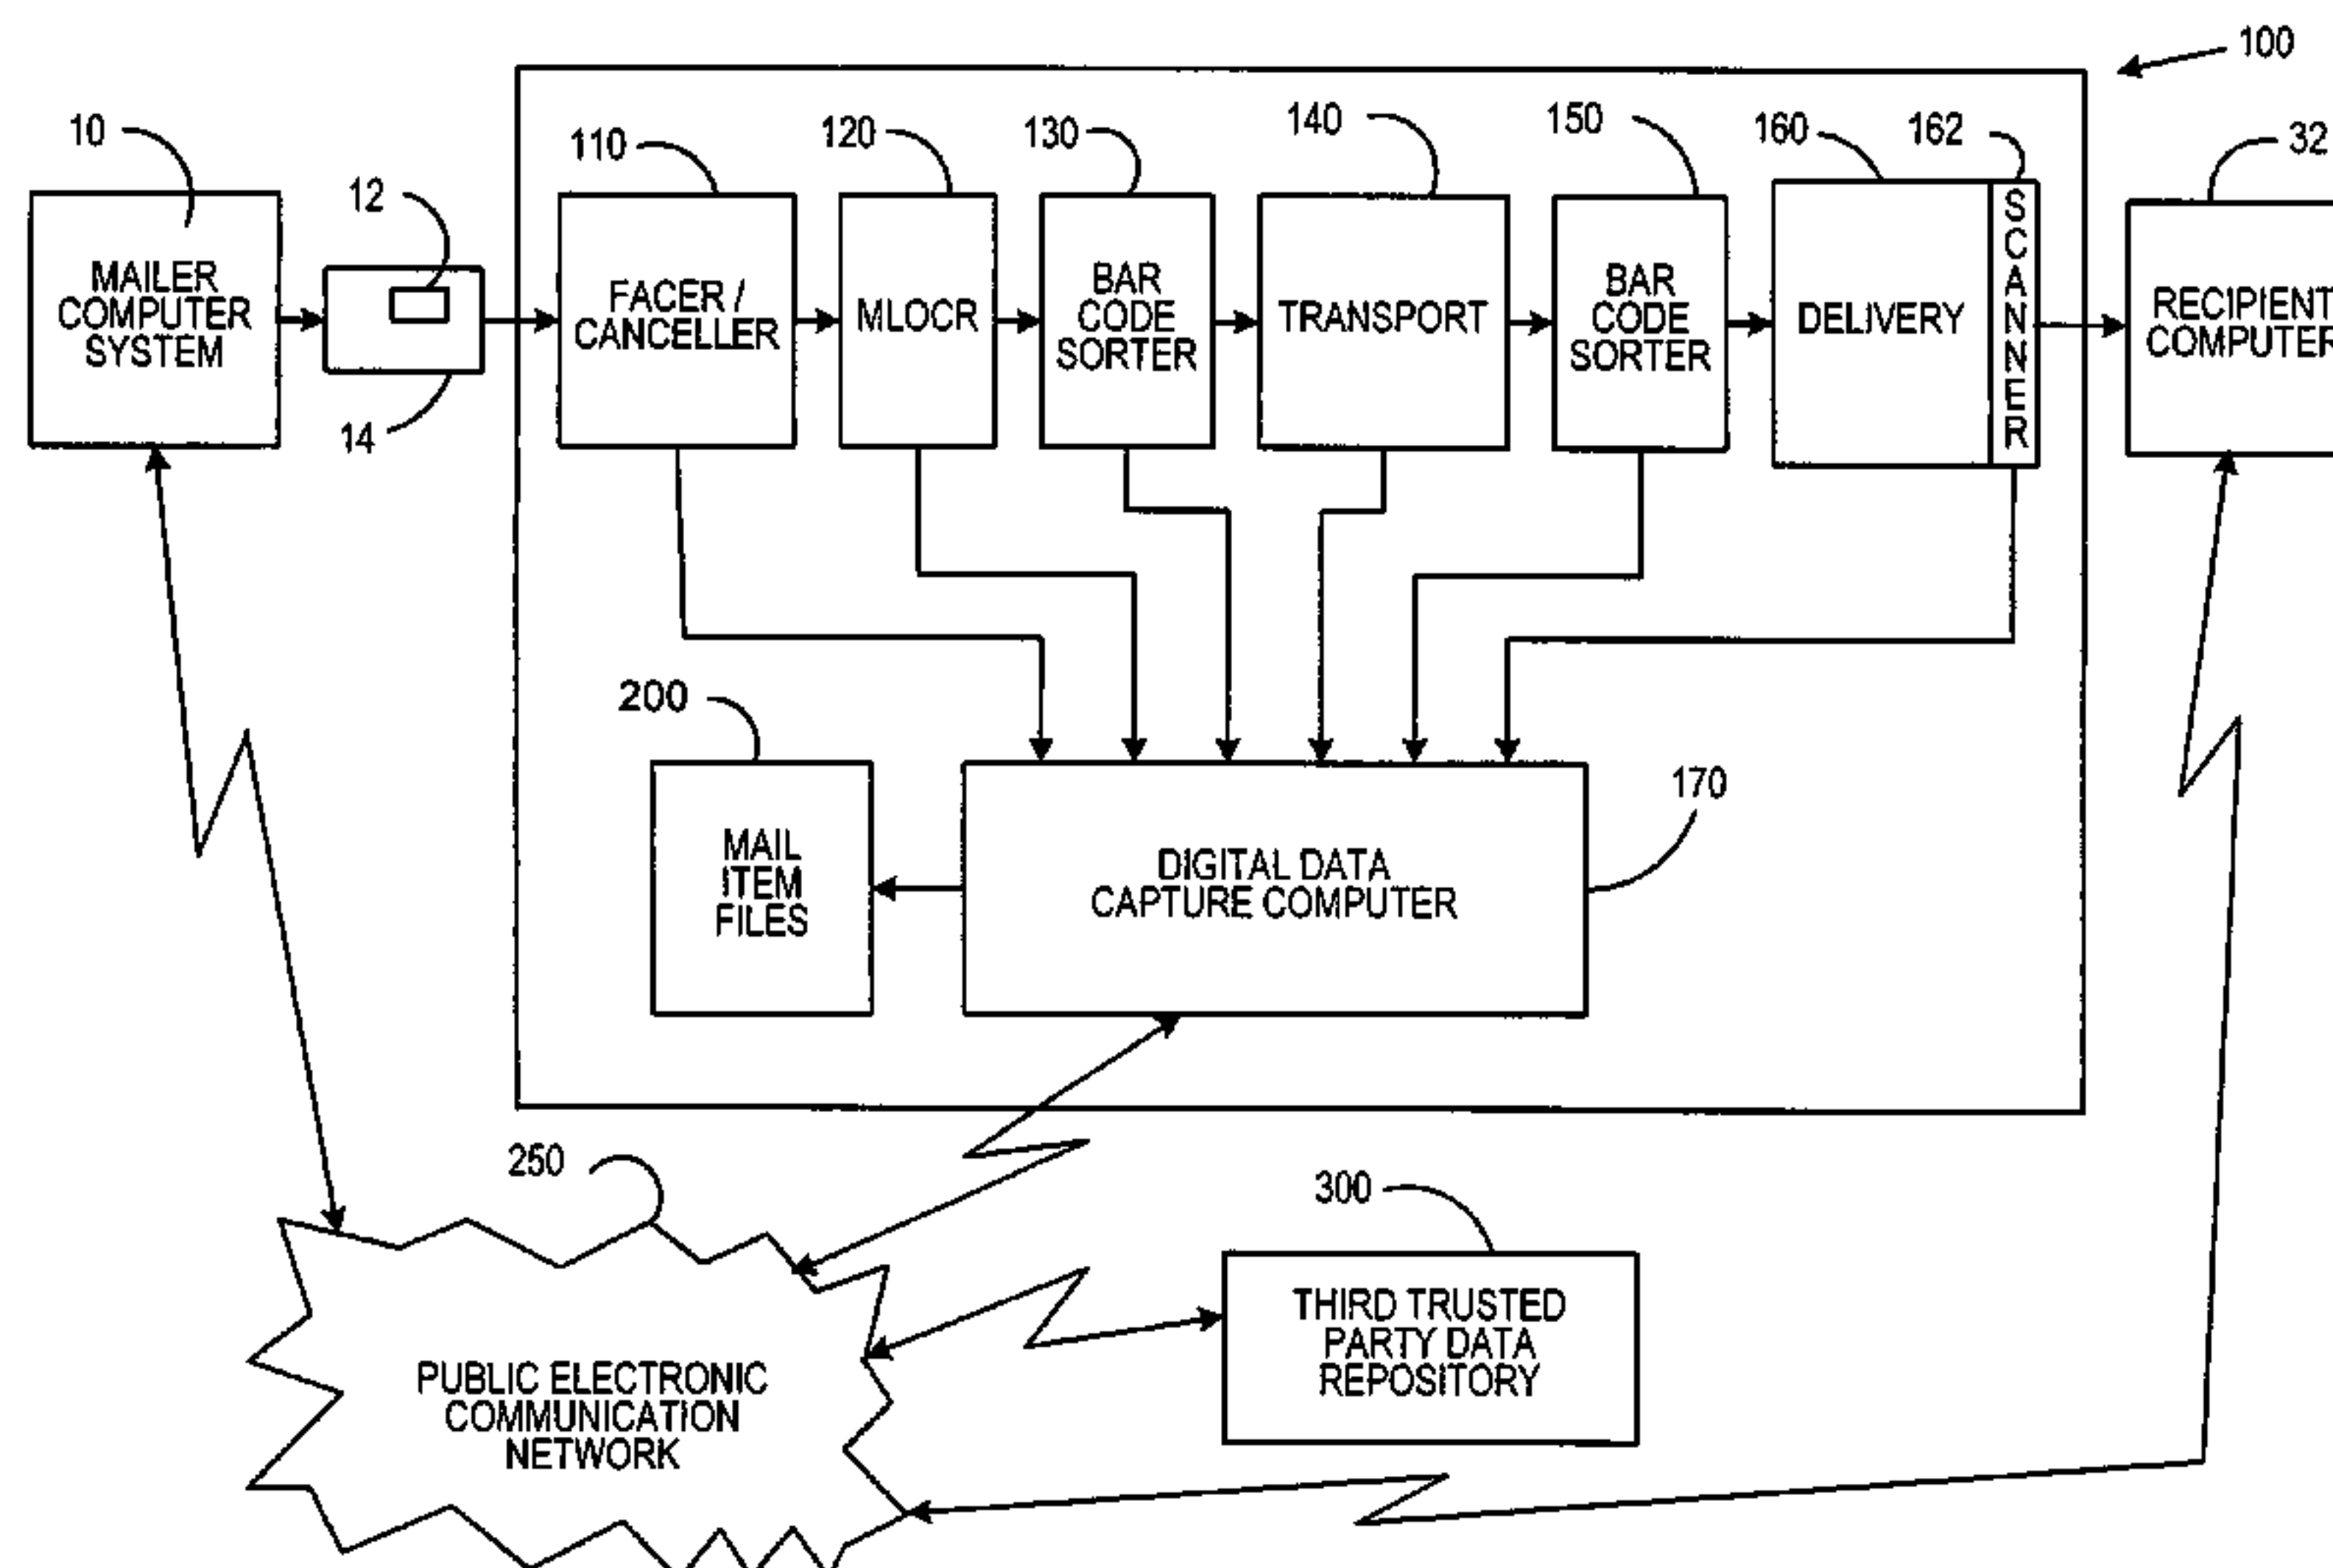 100
10
12
110
120
130
140
150
160
162
32
MAILER
COMPUTER
SYSTEM
14
FACER /
CANCELLER
MLOCR
BAR
CODE
SORTER
TRANSPORT
BAR
CODE
SORTER
DELIVERY
SCANNER
RECIPIENT
COMPUTER
200
170
MAIL
ITEM
FILES
DIGITAL DATA
CAPTURE COMPUTER
250
300
THIRD TRUSTED
PARTY DATA
REPOSITORY
PUBLIC ELECTRONIC
COMMUNICATION
NETWORK